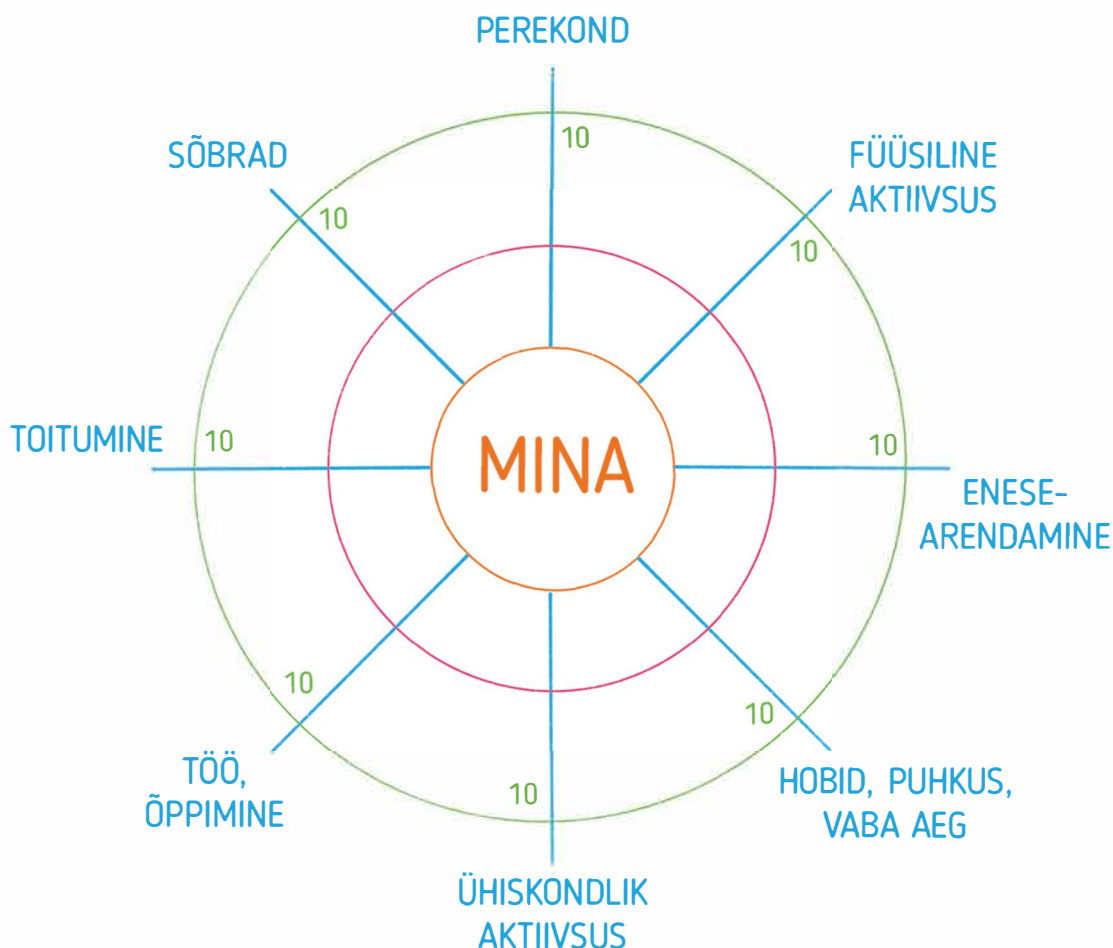 PEREKOND
10
SÕBRAD
10
FÜÜSILINE
AKTIIVSUS
10
TOITUMINE
10
MINA
10
ENESE-
ARENDAMINE
10
TÖÖ,
ÕPPIMINE
10
HOBID, PUHKUS,
VABA AEG
10
ÜHISKONDLIK
AKTIIVSUS